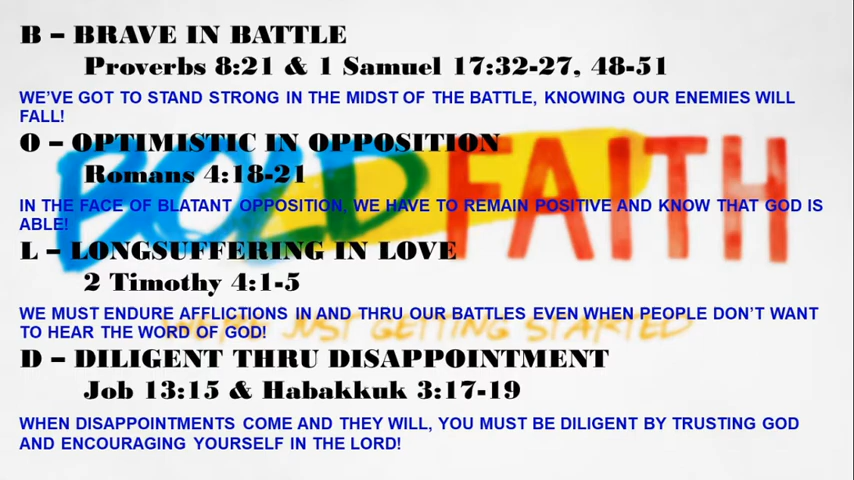 B – BRAVE IN BATTLE
Proverbs 8:21 & 1 Samuel 17:32-27, 48-51
WE'VE GOT TO STAND STRONG IN THE MIDST OF THE BATTLE, KNOWING OUR ENEMIES WILL
FALL!
O – OPTIMISTIC IN OPPOSITION
Romans 4:18-21
IN THE FACE OF BLATANT OPPOSITION, WE HAVE TO REMAIN POSITIVE AND KNOW THAT GOD IS
ABLE!
L – LONGSUFFERING IN LOVE
2 Timothy 4:1-5
WE MUST ENDURE AFFLICTIONS IN AND THRU OUR BATTLES EVEN WHEN PEOPLE DON'T WANT
TO HEAR THE WORD OF GOD!
D – DILIGENT THRU DISAPPOINTMENT
Job 13:15 & Habakkuk 3:17-19
WHEN DISAPPOINTMENTS COME AND THEY WILL, YOU MUST BE DILIGENT BY TRUSTING GOD
AND ENCOURAGING YOURSELF IN THE LORD!
BOLD FAITH
WE'RE JUST GETTING STARTED